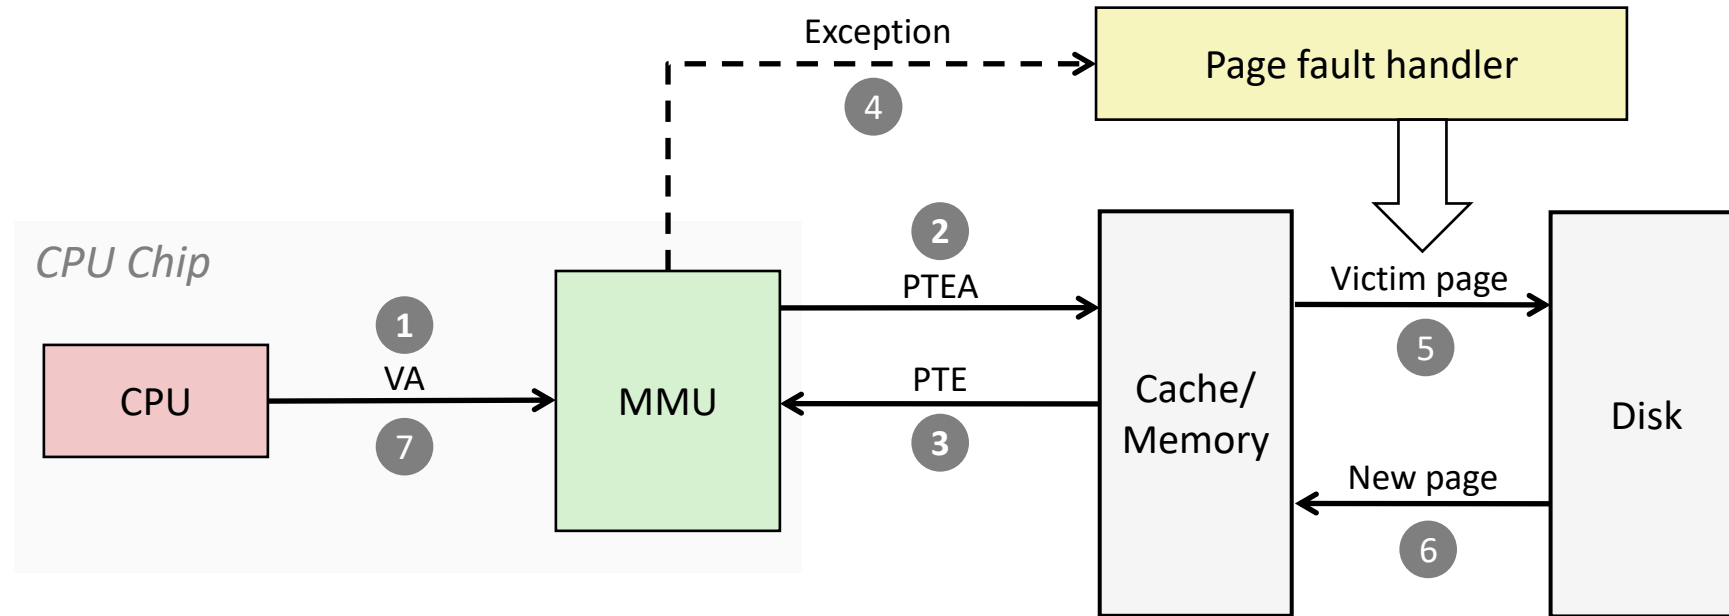 Exception
4
Page fault handler
CPU Chip
2
PTEA
Victim page
5
1
VA
7
CPU
MMU
PTE
3
Cache/
Memory
Disk
New page
6